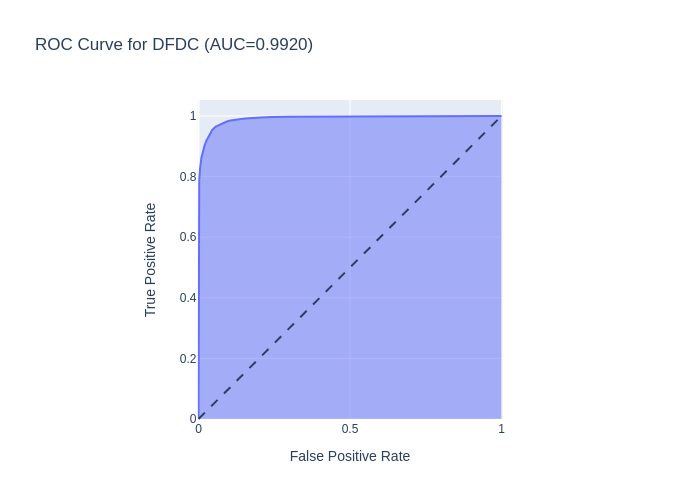 ROC Curve for DFDC (AUC=0.9920)
1
0.8
0.6
0.4
0.2
0
True Positive Rate
0 0.5 1
False Positive Rate